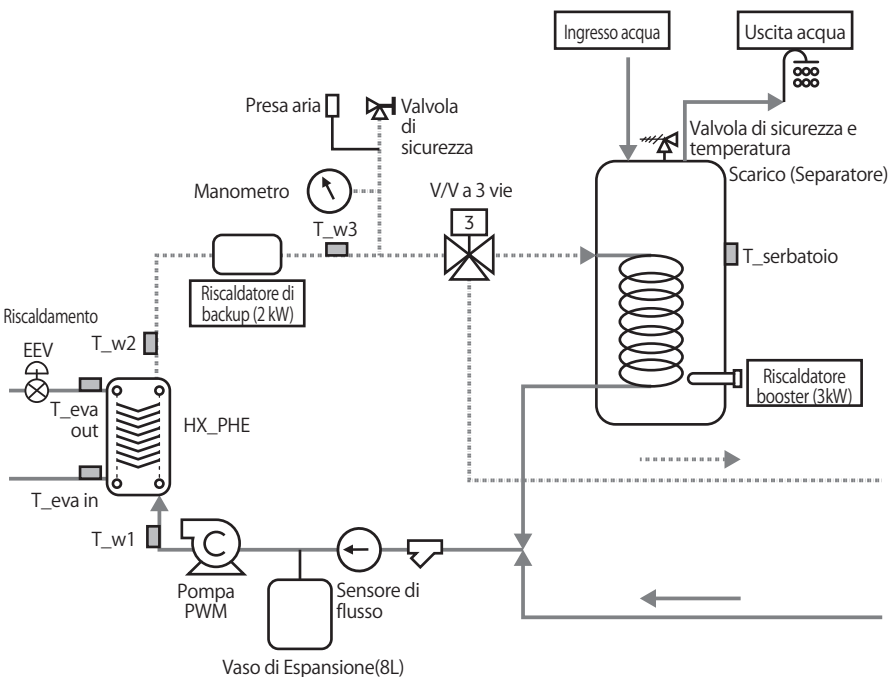 Ingresso acqua
Uscita acqua
Presa aria
Valvola
di
sicurezza
Valvola di sicurezza e
temperatura
Scarico (Separatore)
Manometro
V/V a 3 vie
3
T_w3
T_serbatoio
Riscaldatore di
backup (2 kW)
Riscaldamento
EEV
T_w2
T_eva
out
HX_PHE
Riscaldatore
booster (3kW)
T_eva in
T_w1
C
Pompa
PWM
Sensore di
flusso
Vaso di Espansione(8L)